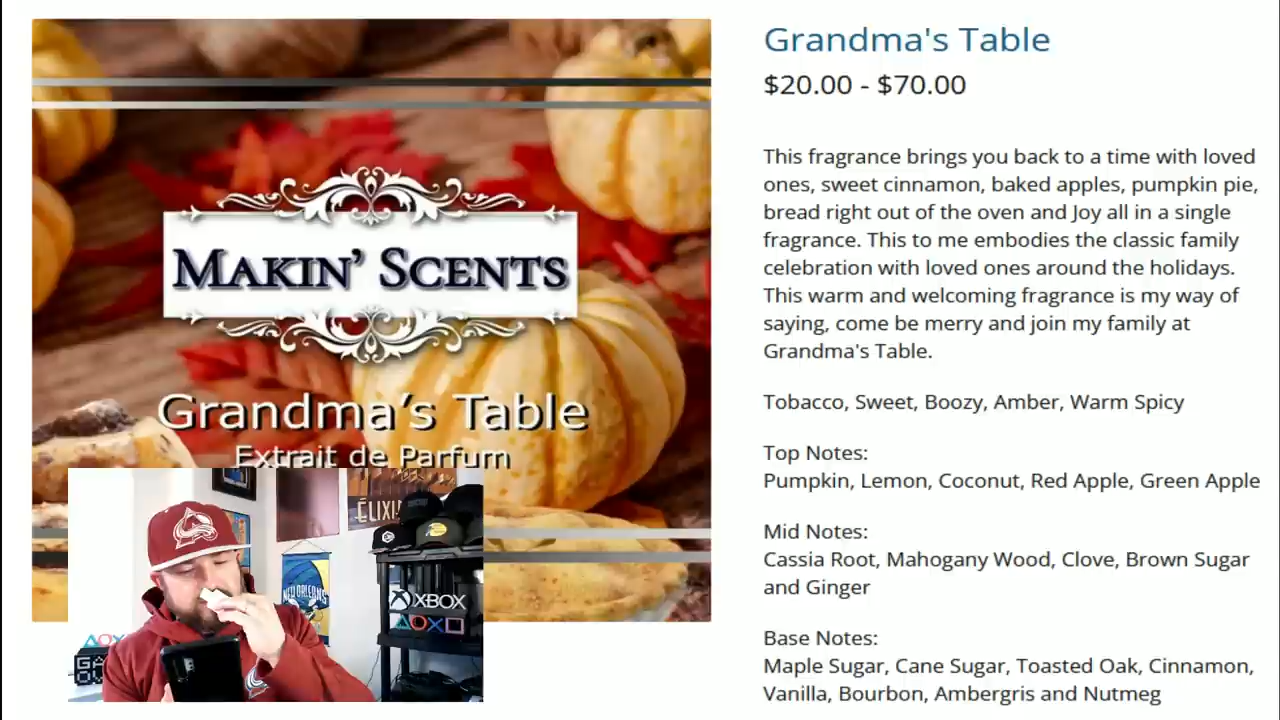 Grandma's Table
$20.00 - $70.00
This fragrance brings you back to a time with loved
ones, sweet cinnamon, baked apples, pumpkin pie,
bread right out of the oven and Joy all in a single
fragrance. This to me embodies the classic family
celebration with loved ones around the holidays.
This warm and welcoming fragrance is my way of
saying, come be merry and join my family at
Grandma's Table.
Tobacco, Sweet, Boozy, Amber, Warm Spicy
Top Notes:
Pumpkin, Lemon, Coconut, Red Apple, Green Apple
Mid Notes:
Cassia Root, Mahogany Wood, Clove, Brown Sugar
and Ginger
Base Notes:
Maple Sugar, Cane Sugar, Toasted Oak, Cinnamon,
Vanilla, Bourbon, Ambergris and Nutmeg
MAKIN' SCENTS
Grandma's Table
Extrait de Parfum
ÉLIXI
NEW ORLEANS
XBOX